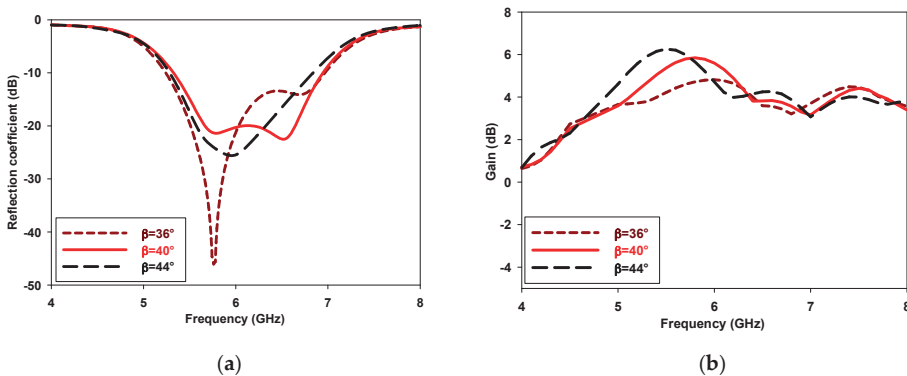 0
-10
-20
-30
-40
-50
Reflection coefficient (dB)
β=36°
β=40°
β=44°
4
5
6
7
8
Frequency (GHz)
(a)
8
6
4
2
0
-2
-4
Gain (dB)
β=36°
β=40°
β=44°
4
5
6
7
8
Frequency (GHz)
(b)